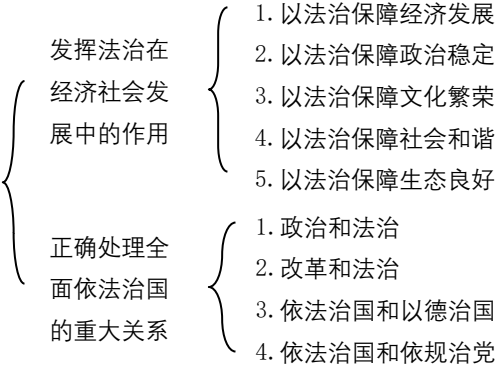 发挥法治在
经济社会发
展中的作用
1.以法治保障经济发展
2.以法治保障政治稳定
3.以法治保障文化繁荣
4.以法治保障社会和谐
5.以法治保障生态良好
正确处理全
面依法治国
的重大关系
1.政治和法治
2.改革和法治
3.依法治国和以德治国
4.依法治国和依规治党